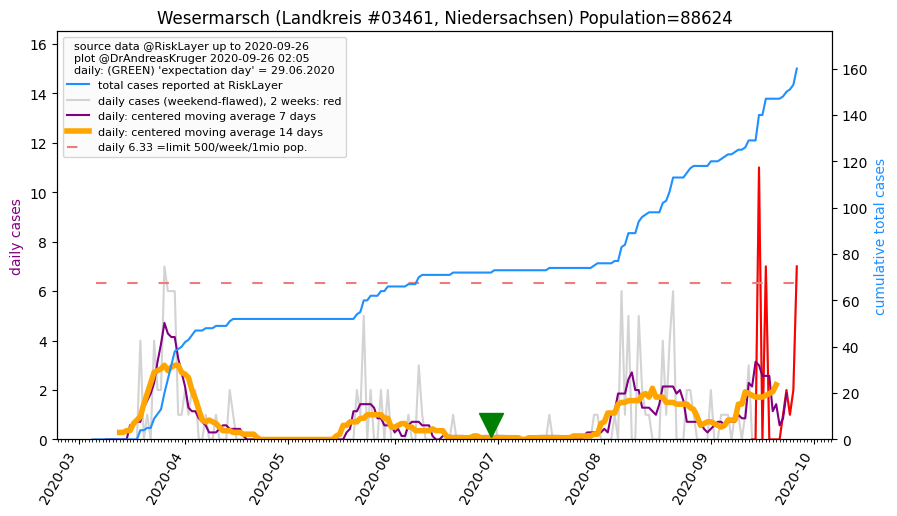 Wesermarsch (Landkreis #03461, Niedersachsen) Population=88624
source data @RiskLayer up to 2020-09-26
plot @DrAndreasKruger 2020-09-26 02:05
daily: (GREEN) 'expectation day' = 29.06.2020
total cases reported at RiskLayer
daily cases (weekend-flawed), 2 weeks: red
daily: centered moving average 7 days
daily: centered moving average 14 days
daily 6.33 =limit 500/week/1mio pop.
daily cases
16
14
12
10
8
6
4
2
0
cumulative total cases
160
140
120
100
80
60
40
20
0
2020-03
2020-04
2020-05
2020-06
2020-07
2020-08
2020-09
2020-10